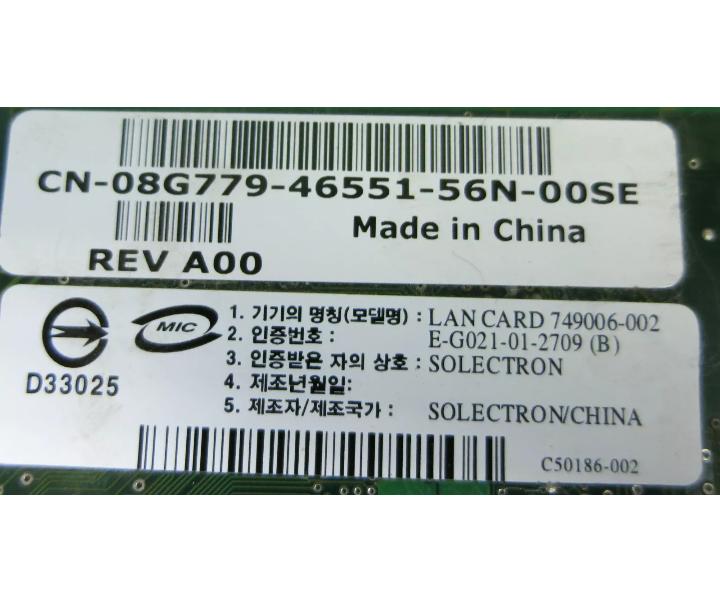 CN-08G779-46551-56N-00SE
Made in China
REV A00
MIC
D33025
1. 기기의 명칭(모델명) : LAN CARD 749006-002
2. 인증번호 : E-G021-01-2709 (B)
3. 인증받은 자의 상호 : SOLECTRON
4. 제조년월일:
5. 제조자/제조국가 : SOLECTRON/CHINA
C50186-002